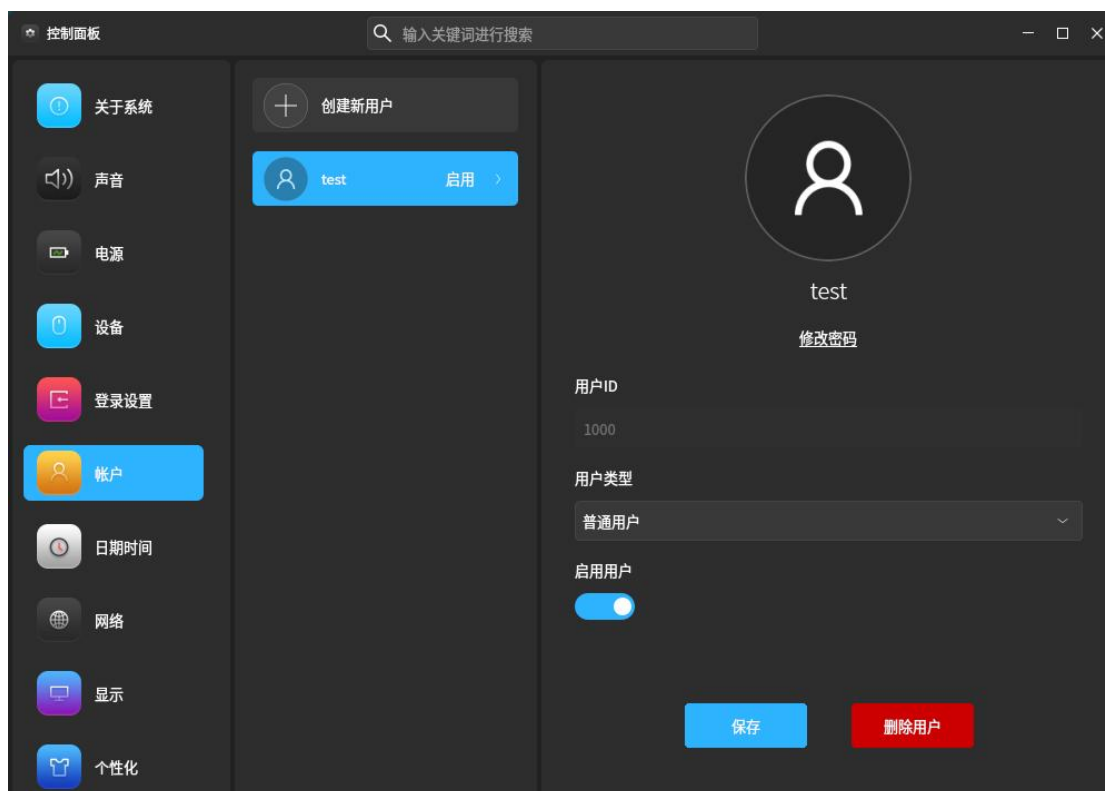 控制面板
输入关键词进行搜索
关于系统
声音
电源
设备
登录设置
帐户
日期时间
网络
显示
个性化
创建新用户
test 启用
test
修改密码
用户ID
1000
用户类型
普通用户
启用用户
保存
删除用户